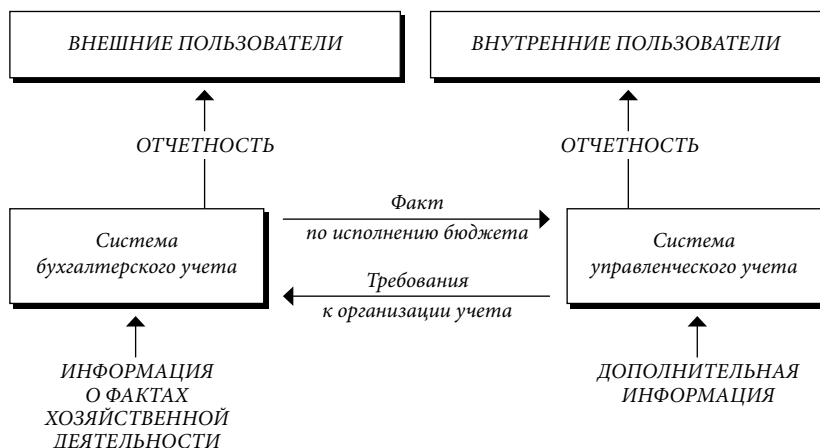 ВНЕШНИЕ ПОЛЬЗОВАТЕЛИ
ВНУТРЕННИЕ ПОЛЬЗОВАТЕЛИ
ОТЧЕТНОСТЬ
ОТЧЕТНОСТЬ
Система
бухгалтерского учета
Факт
по исполнению бюджета
Требования
к организации учета
Система
управленческого учета
ИНФОРМАЦИЯ
О ФАКТАХ
ХОЗЯЙСТВЕННОЙ
ДЕЯТЕЛЬНОСТИ
ДОПОЛНИТЕЛЬНАЯ
ИНФОРМАЦИЯ